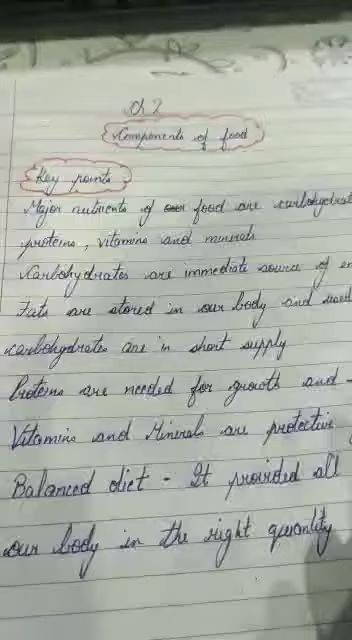 Ch 2
Components of food
Key points
Major nutrients of food are carbohydrat
proteins, vitamins and minerals
Carbohydrates are immediate source of en
Fats are stored in our body and
carbohydrates are in short supply
Proteins are needed for growth and
Vitamins and Minerals are protective
Balanced diet - It provided all
our body in the right quantity